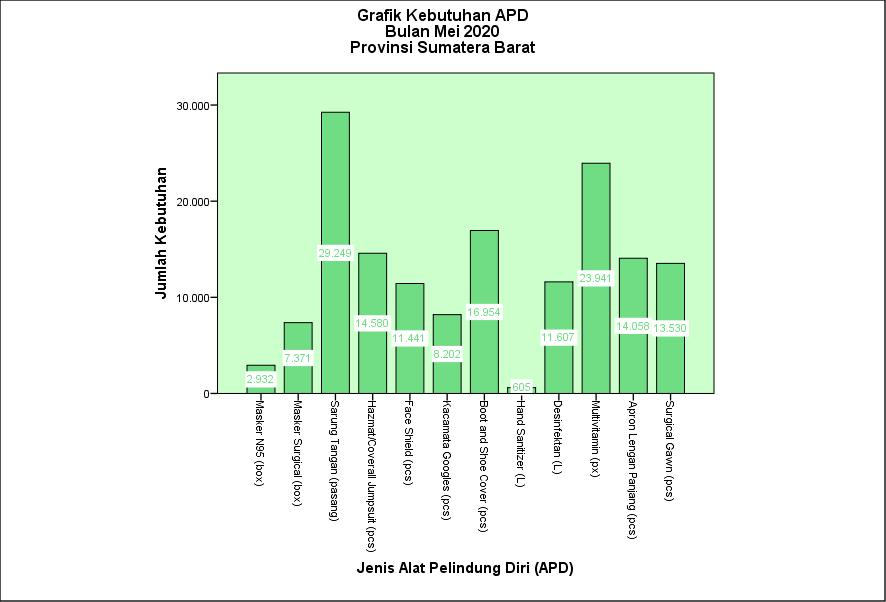 Grafik Kebutuhan APD
Bulan Mei 2020
Provinsi Sumatera Barat
Jumlah Kebutuhan
30.000
20.000
10.000
0
2.932
7.371
29.249
14.580
11.441
8.202
16.954
605
11.607
23.941
14.058
13.530
Masker N95 (box)
Masker Surgical (box)
Sarung Tangan (pasang)
Hazmat/Coverall Jumpsuit (pcs)
Face Shield (pcs)
Kacamata Googles (pcs)
Boot and Shoe Cover (pcs)
Hand Sanitizer (L)
Desinfektan (L)
Multivitamin (px)
Apron Lengan Panjang (pcs)
Surgical Gawn (pcs)
Jenis Alat Pelindung Diri (APD)